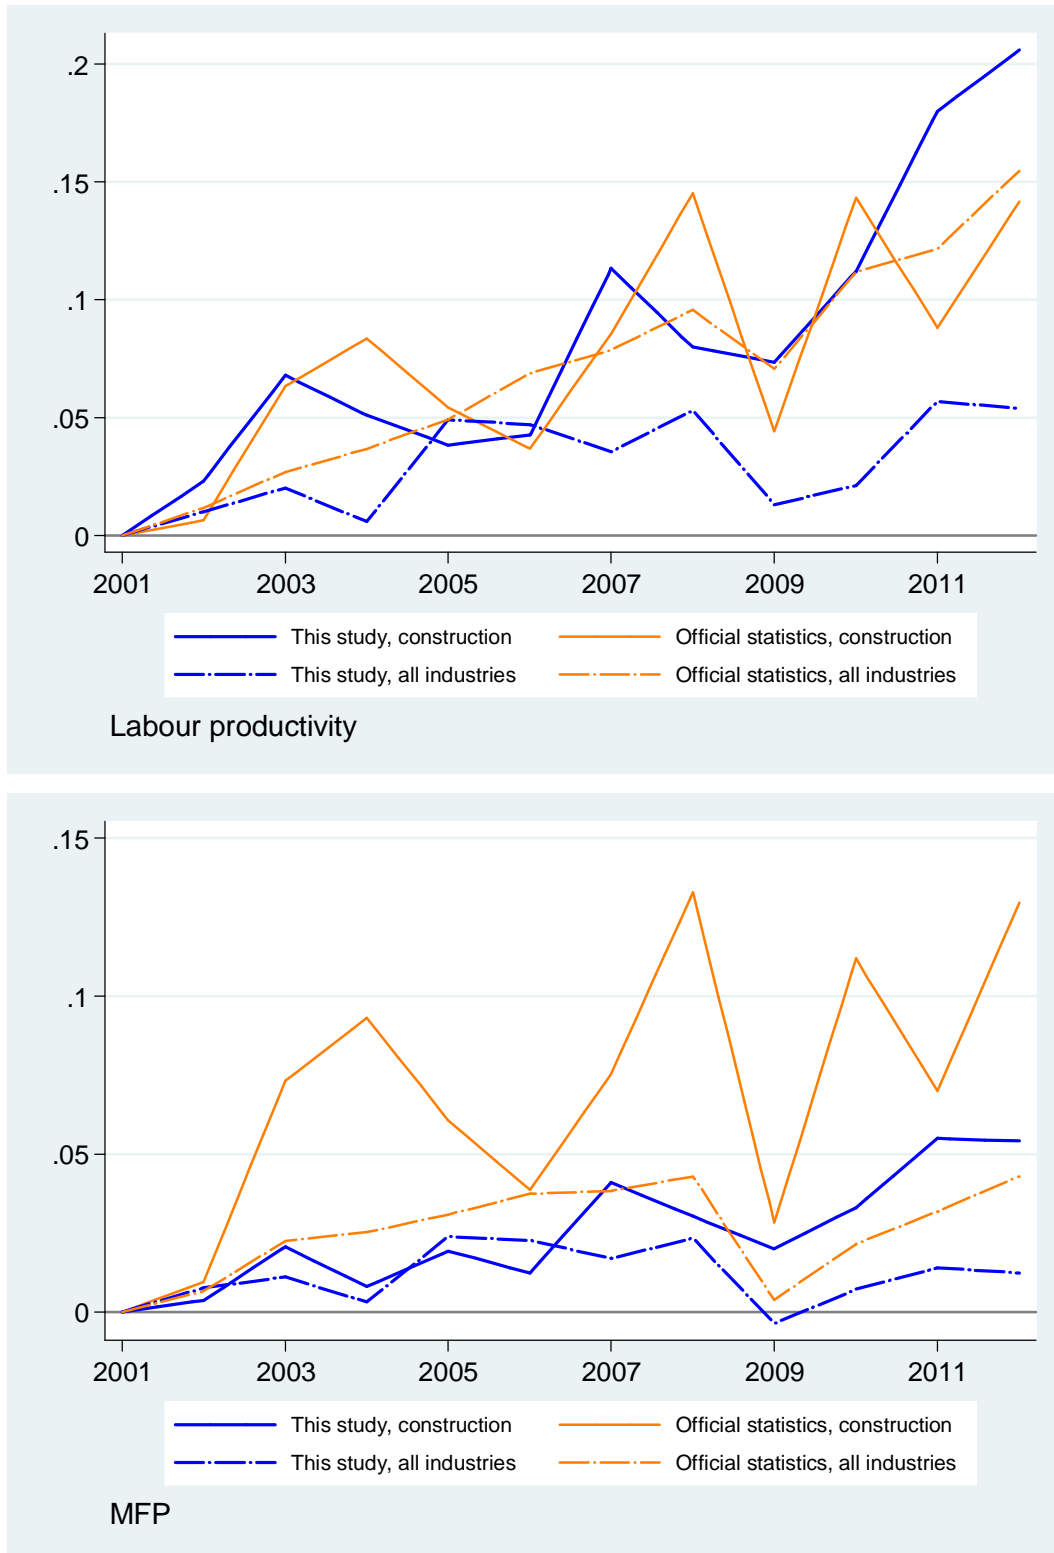 .2
.15
.1
.05
0
2001 2003 2005 2007 2009 2011
This study, construction Official statistics, construction
This study, all industries Official statistics, all industries
Labour productivity
.15
.1
.05
0
2001 2003 2005 2007 2009 2011
This study, construction Official statistics, construction
This study, all industries Official statistics, all industries
MFP